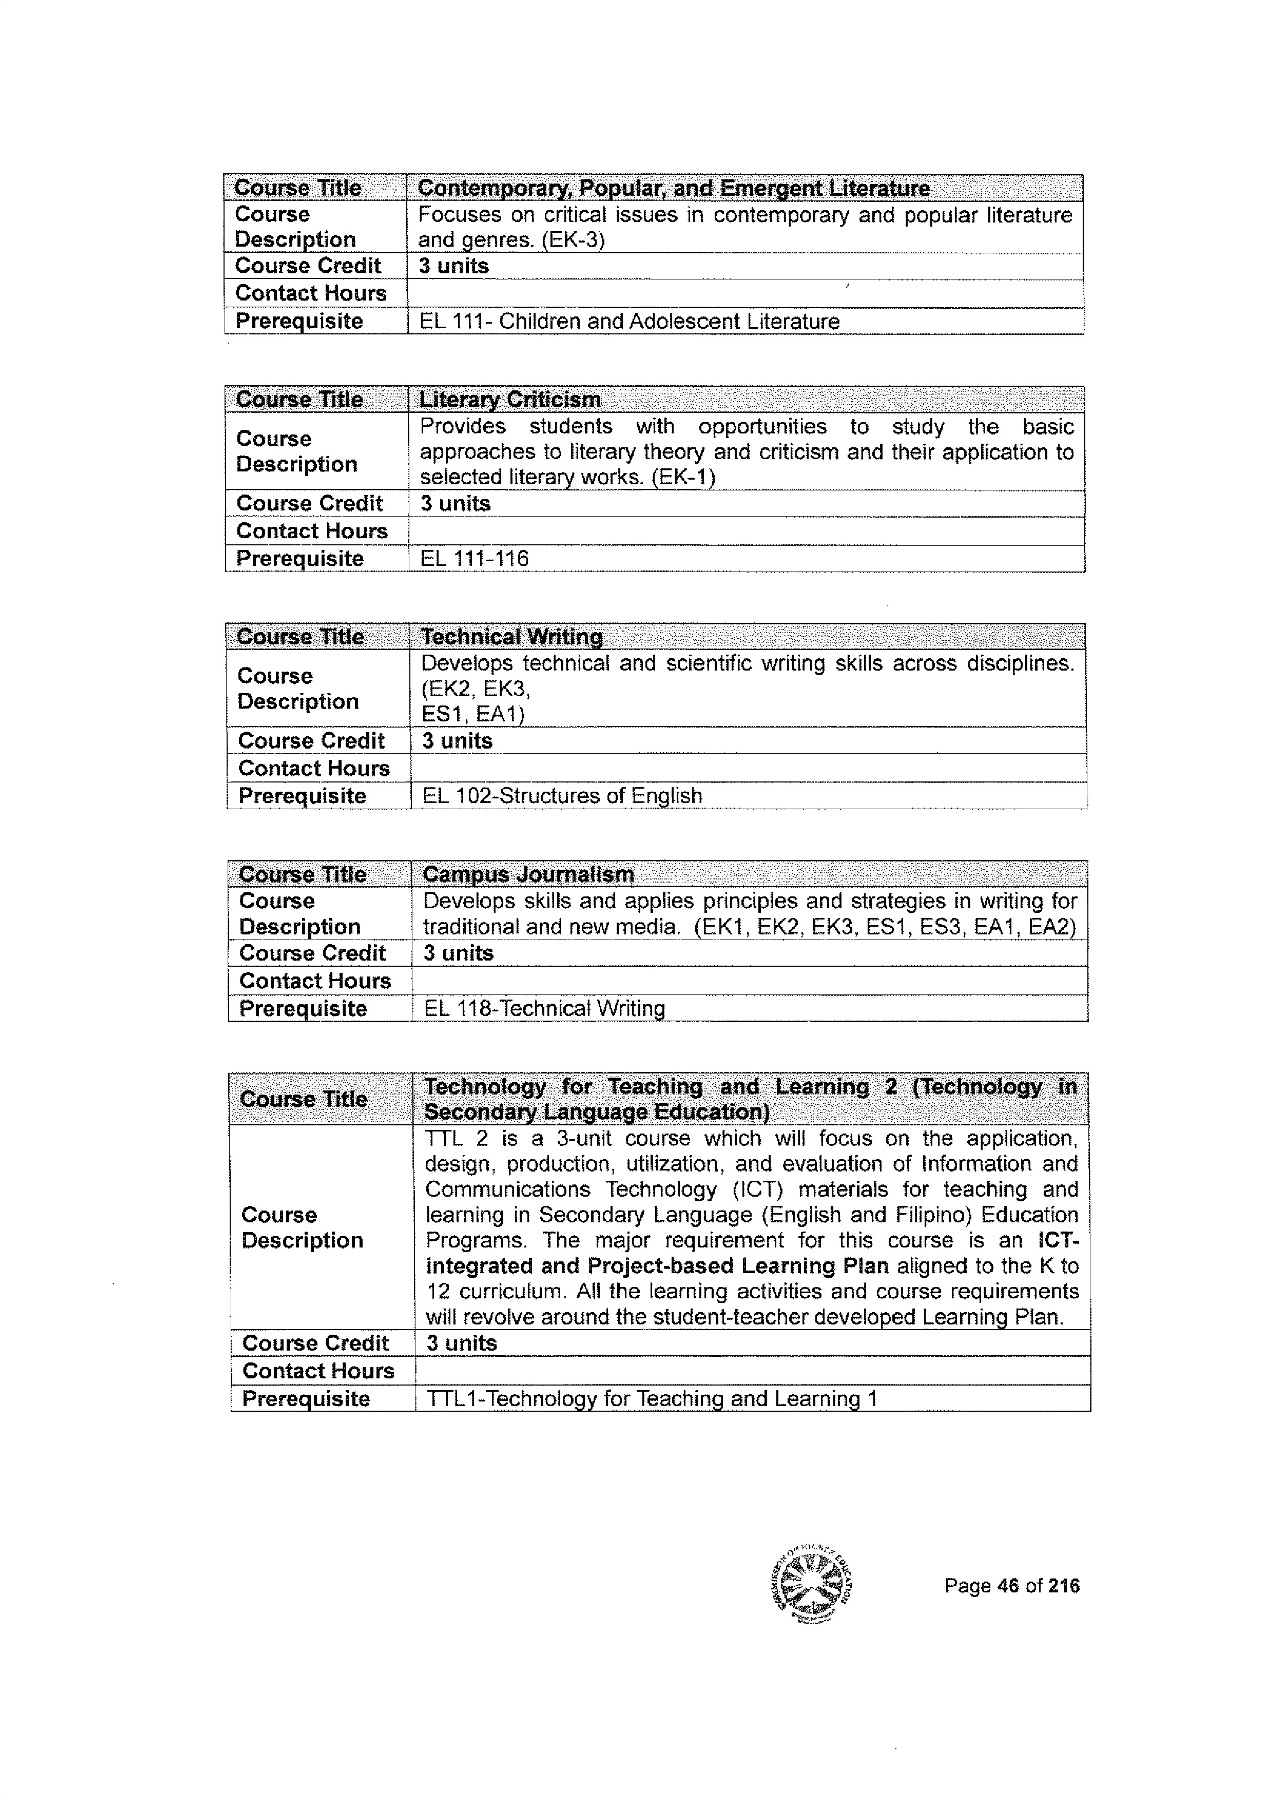 Course Title Contemporary, Popular, and Emergent Literature
Course Description Focuses on critical issues in contemporary and popular literature
and genres. (EK-3)
Course Credit 3 units
Contact Hours
Prerequisite EL 111- Children and Adolescent Literature
Course Title Literary Criticism
Course Description Provides students with opportunities to study the basic
approaches to literary theory and criticism and their application to
selected literary works. (EK-1)
Course Credit 3 units
Contact Hours
Prerequisite EL 111-116
Course Title Technical Writing
Course Description Develops technical and scientific writing skills across disciplines.
(EK2, EK3,
ES1, EA1)
Course Credit 3 units
Contact Hours
Prerequisite EL 102-Structures of English
Course Title Campus Journalism
Course Description Develops skills and applies principles and strategies in writing for
traditional and new media. (EK1, EK2, EK3, ES1, ES3, EA1, EA2)
Course Credit 3 units
Contact Hours
Prerequisite EL 118-Technical Writing
Course Title Technology for Teaching and Learning 2 (Technology in
Secondary Language Education)
Course Description TTL 2 is a 3-unit course which will focus on the application,
design, production, utilization, and evaluation of Information and
Communications Technology (ICT) materials for teaching and
learning in Secondary Language (English and Filipino) Education
Programs. The major requirement for this course is an ICT-
integrated and Project-based Learning Plan aligned to the K to
12 curriculum. All the learning activities and course requirements
will revolve around the student-teacher developed Learning Plan.
Course Credit 3 units
Contact Hours
Prerequisite TTL1-Technology for Teaching and Learning 1
Page 46 of 216